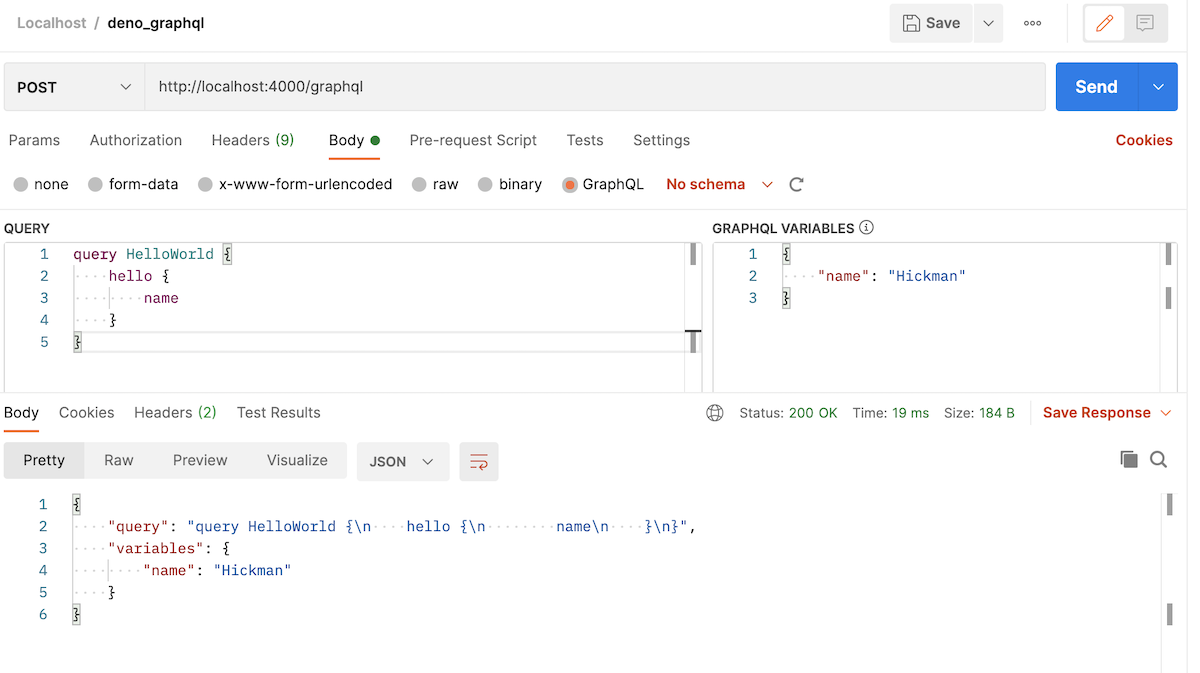 Localhost / deno_graphql Save
POST http://localhost:4000/graphql Send
Params Authorization Headers (9) Body Pre-request Script Tests Settings Cookies
none form-data x-www-form-urlencoded raw binary GraphQL No schema
QUERY GRAPHQL VARIABLES
1 query HelloWorld { 1 {
2 ····hello { 2 ····"name": "Hickman"
3 ········name 3 }
4 ····}
5 }
Body Cookies Headers (2) Test Results Status: 200 OK Time: 19 ms Size: 184 B Save Response
Pretty Raw Preview Visualize JSON
1 {
2 ····"query": "query HelloWorld {\n····hello {\n········name\n····}\n}",
3 ····"variables": {
4 ········"name": "Hickman"
5 ····}
6 }